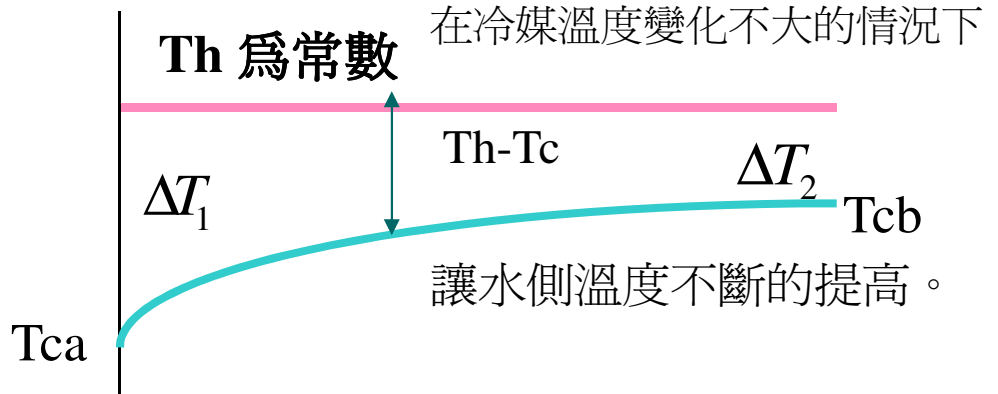 在冷媒溫度變化不大的情況下
Th 為常數
Th-Tc
ΔT₁
ΔT₂
Tcb
讓水側溫度不斷的提高。
Tca